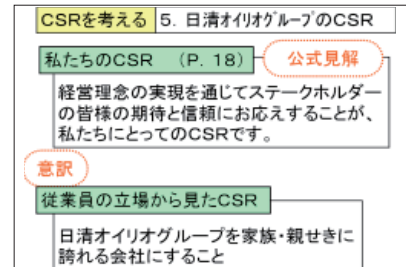 CSRを考える 5. 日清オイリオグループのCSR
私たちのCSR (P. 18) 公式見解
経営理念の実現を通じてステークホルダー
の皆様の期待と信頼にお応えすることが、
私たちにとってのCSRです。
意訳
従業員の立場から見たCSR
日清オイリオグループを家族・親せきに
誇れる会社にすること